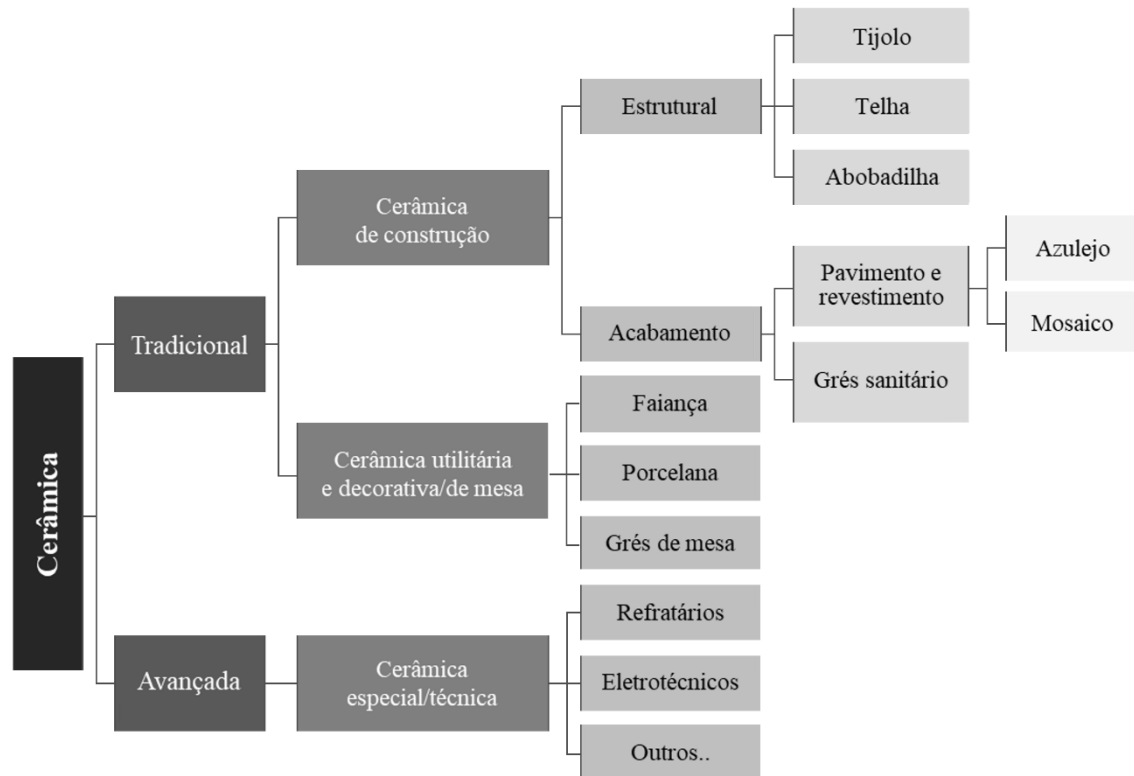 Cerâmica
Tradicional
Cerâmica
de construção
Estrutural
Tijolo
Telha
Abobadilha
Acabamento
Pavimento e
revestimento
Azulejo
Mosaico
Grés sanitário
Cerâmica utilitária
e decorativa/de mesa
Faiança
Porcelana
Grés de mesa
Avançada
Cerâmica
especial/técnica
Refratários
Eletrotécnicos
Outros..